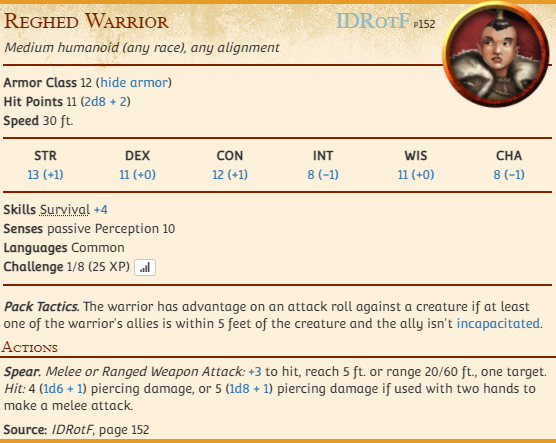 Reghed Warrior IDRotF p152
Medium humanoid (any race), any alignment
Armor Class 12 (hide armor)
Hit Points 11 (2d8 + 2)
Speed 30 ft.
STR DEX CON INT WIS CHA
13 (+1) 11 (+0) 12 (+1) 8 (−1) 11 (+0) 8 (−1)
Skills Survival +4
Senses passive Perception 10
Languages Common
Challenge 1/8 (25 XP)
Pack Tactics. The warrior has advantage on an attack roll against a creature if at least
one of the warrior's allies is within 5 feet of the creature and the ally isn't incapacitated.
Actions
Spear. Melee or Ranged Weapon Attack: +3 to hit, reach 5 ft. or range 20/60 ft., one target.
Hit: 4 (1d6 + 1) piercing damage, or 5 (1d8 + 1) piercing damage if used with two hands to
make a melee attack.
Source: IDRotF, page 152